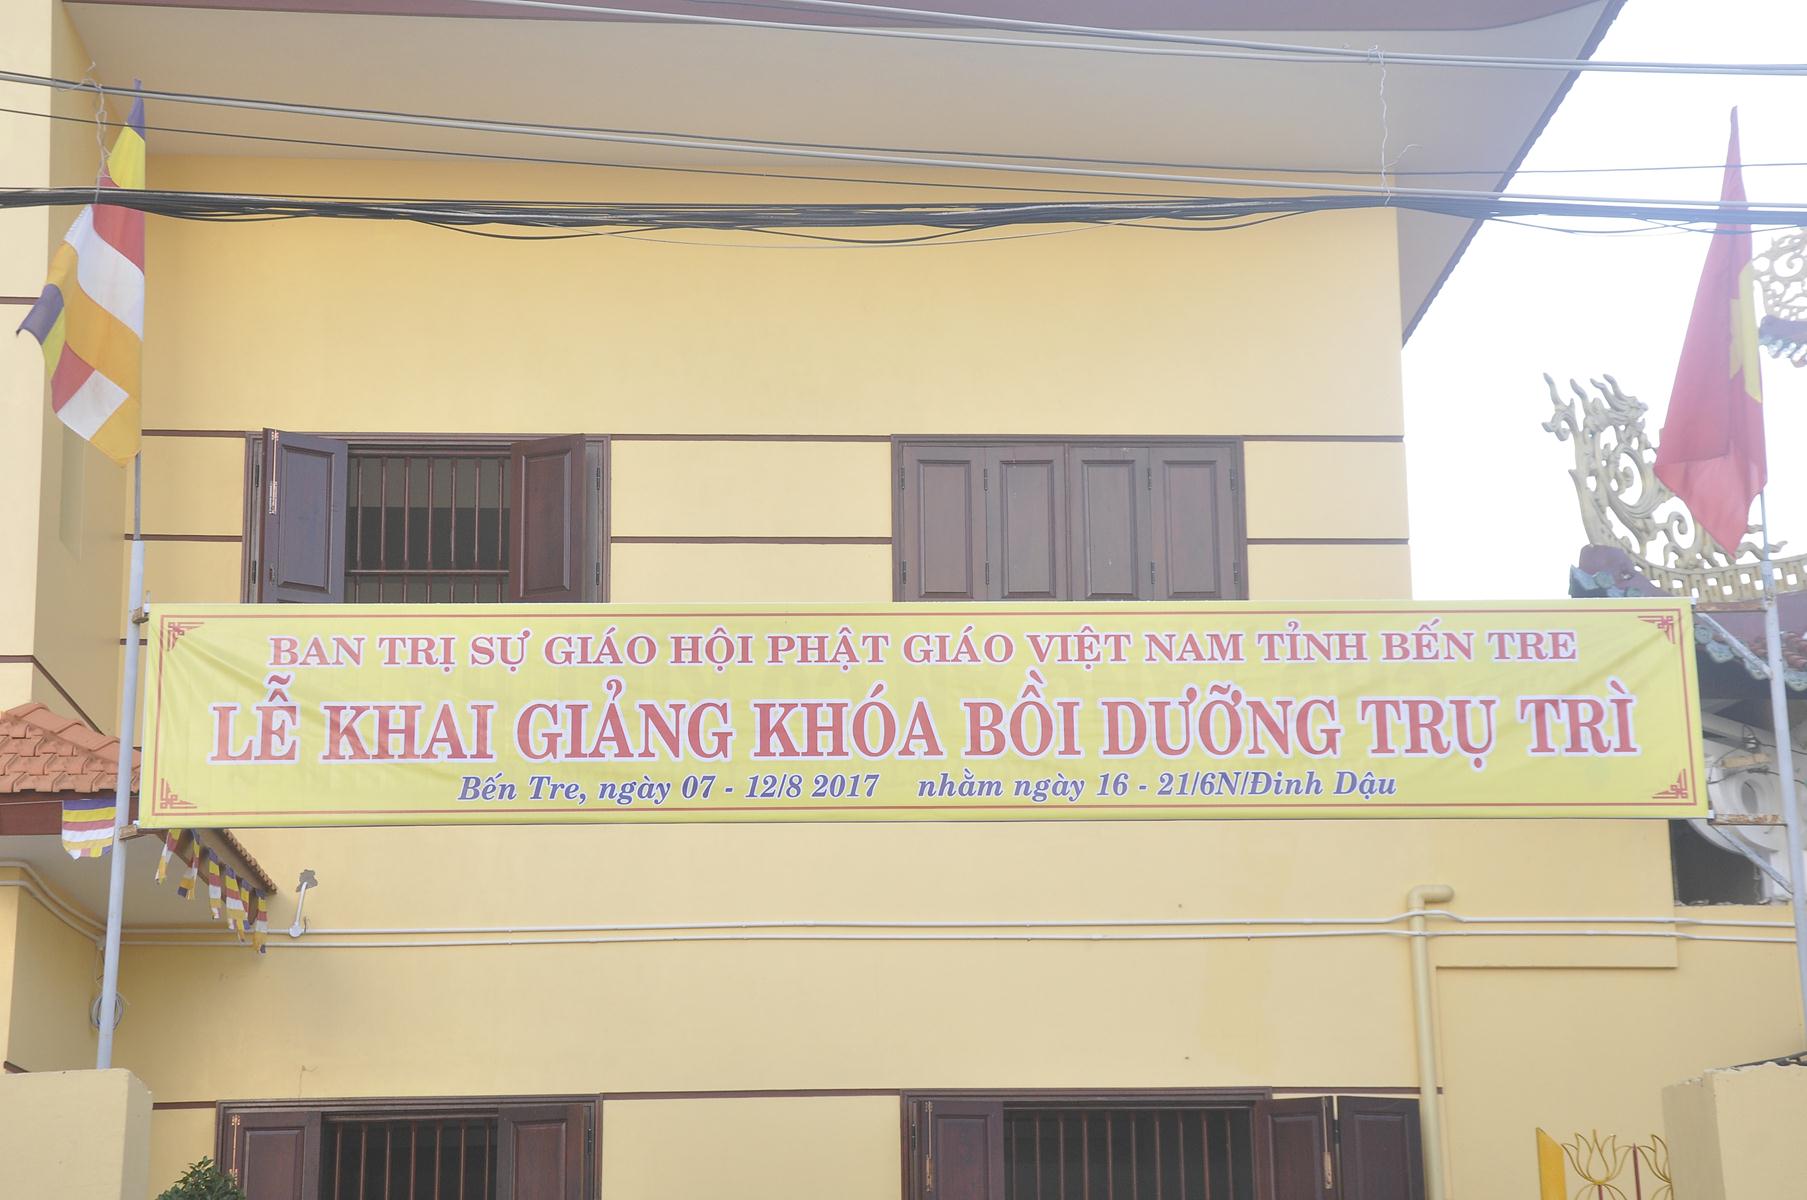 BAN TRỊ SỰ GIÁO HỘI PHẬT GIÁO VIỆT NAM TỈNH BẾN TRE
LỄ KHAI GIẢNG KHÓA BỒI DƯỠNG TRỤ TRÌ
Bến Tre, ngày 07 - 12/8 2017 nhằm ngày 16 - 21/6N/Đinh Dậu